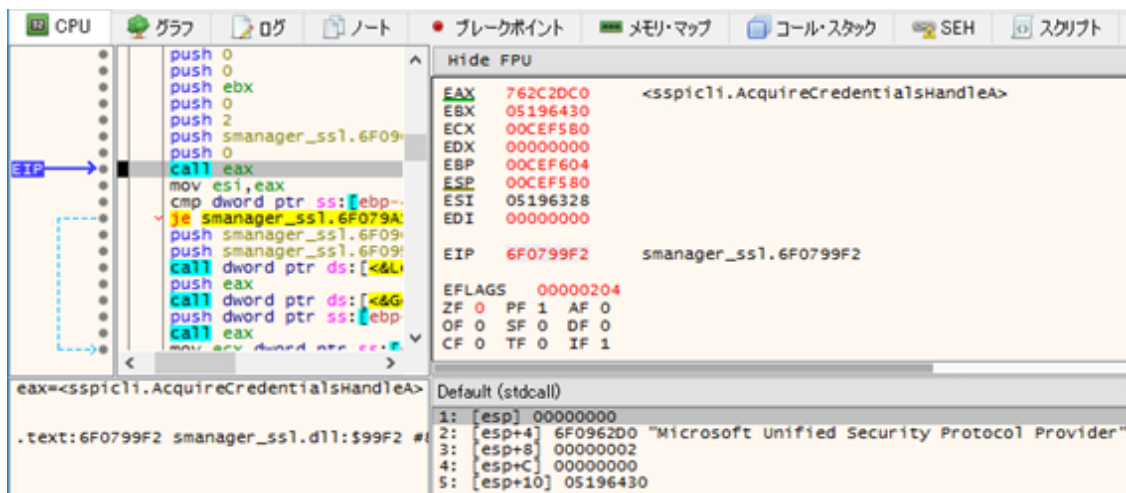 CPU グラフ ログ ノート ブレークポイント メモリ・マップ コール・スタック SEH スクリプト
push 0
push 0
push ebx
push 0
push 2
push smanager_ssl.6F09
push 0
call eax
mov esi,eax
cmp dword ptr ss:[ebp-
je smanager_ssl.6F079A
push smanager_ssl.6F09
push smanager_ssl.6F09
call dword ptr ds:[<&L
push eax
call dword ptr ds:[<&G
push dword ptr ss:[ebp
call eax
mov ecx,dword ptr ss:[
EIP
Hide FPU
EAX 762C2DC0 <sspicli.AcquireCredentialsHandleA>
EBX 05196430
ECX 00CEF580
EDX 00000000
EBP 00CEF604
ESP 00CEF580
ESI 05196328
EDI 00000000
EIP 6F0799F2 smanager_ssl.6F0799F2
EFLAGS 00000204
ZF 0 PF 1 AF 0
OF 0 SF 0 DF 0
CF 0 TF 0 IF 1
eax=<sspicli.AcquireCredentialsHandleA>
.text:6F0799F2 smanager_ssl.dll:$99F2 #
Default (stdcall)
1: [esp] 00000000
2: [esp+4] 6F0962D0 "Microsoft Unified Security Protocol Provider"
3: [esp+8] 00000002
4: [esp+C] 00000000
5: [esp+10] 05196430